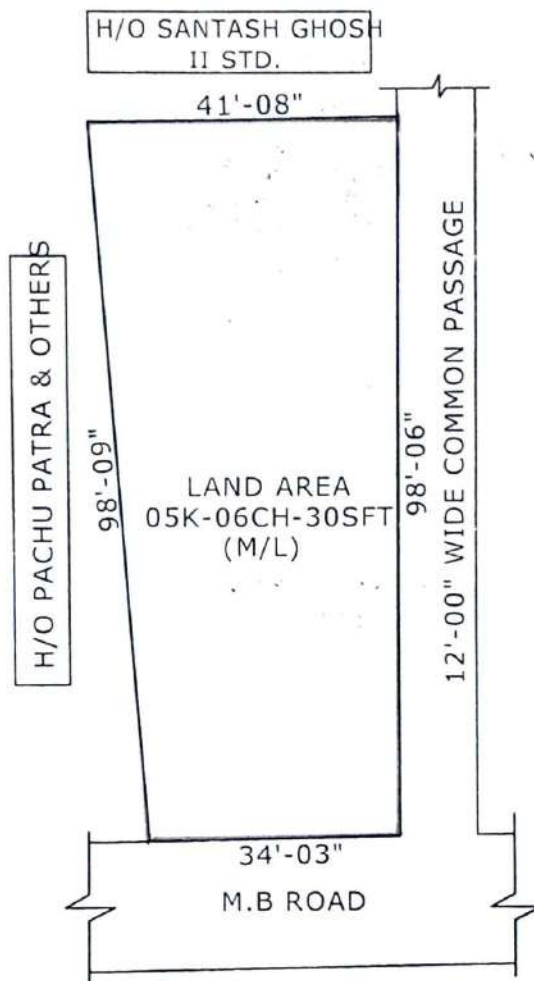 H/O SANTASH GHOSH
II STD.
41'-08"
H/O PACHU PATRA & OTHERS
98'-09"
LAND AREA
05K-06CH-30SFT
(M/L)
98'-06"
12'-00" WIDE COMMON PASSAGE
34'-03"
M.B ROAD